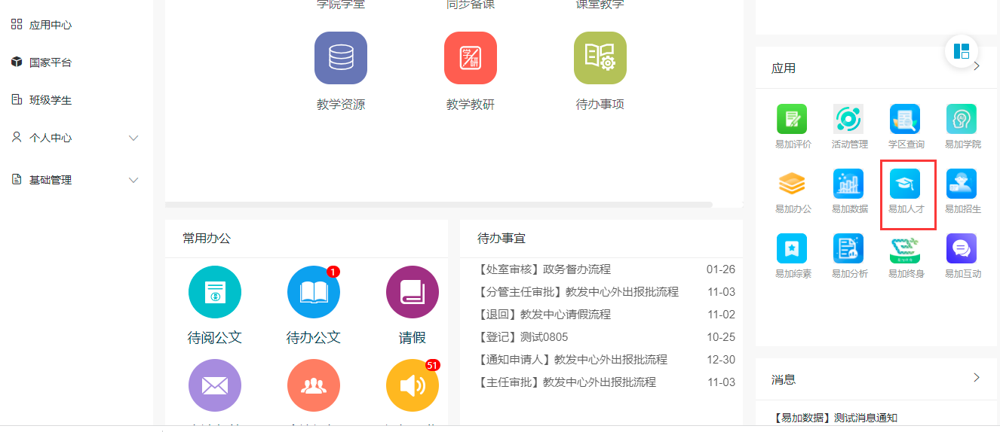 应用中心
国家平台
班级学生
个人中心
基础管理
学院学堂 同步备课 课堂教学
教学资源 教学教研 待办事项
常用办公
1
待阅公文 待办公文 请假
51
待办事宜
【处室审核】政务督办流程 01-26
【分管主任审批】教发中心外出报批流程 11-03
【退回】教发中心请假流程 11-02
【登记】测试0805 10-25
【通知申请人】教发中心外出报批流程 12-30
【主任审批】教发中心外出报批流程 11-03
应用
易加评价 活动管理 学区查询 易加学院
易加办公 易加数据 易加人才 易加招生
易加综素 易加分析 易加终身 易加互动
消息
【易加数据】测试消息通知